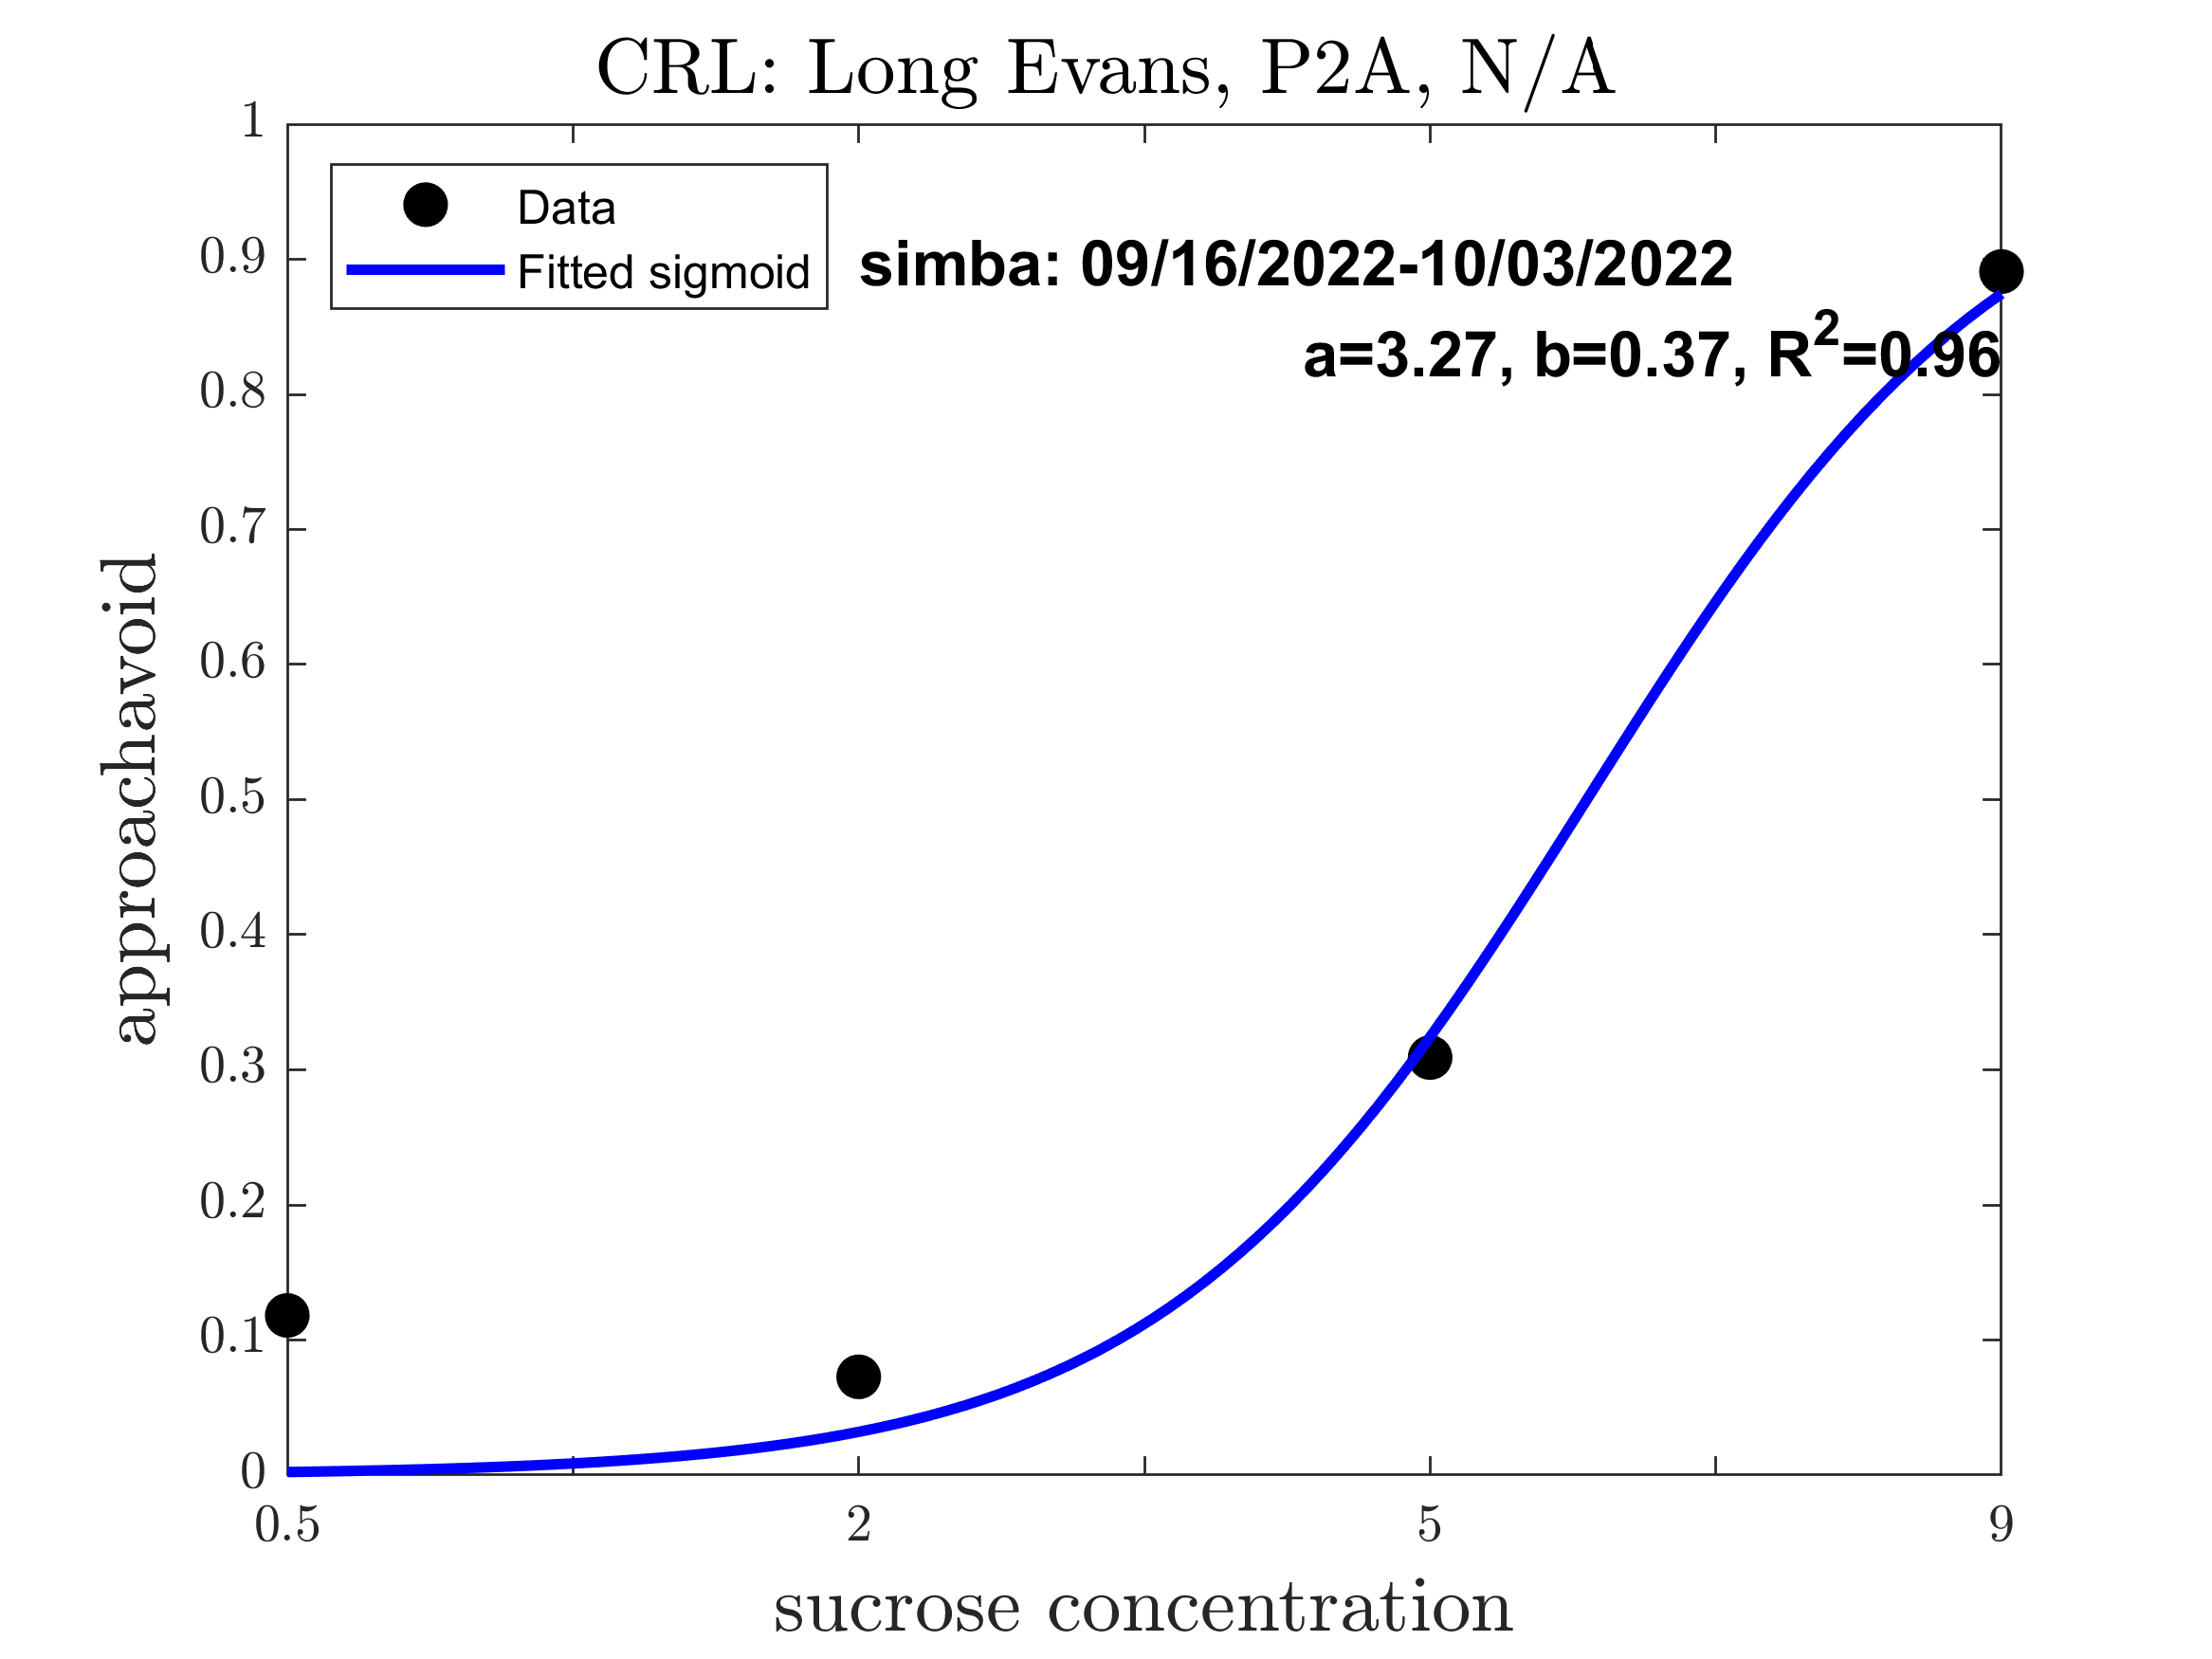 CRL: Long Evans, P2A, N/A
Data
Fitted sigmoid
simba: 09/16/2022-10/03/2022
a=3.27, b=0.37, R²=0.96
approachavoid
1
0.9
0.8
0.7
0.6
0.5
0.4
0.3
0.2
0.1
0
0.5 2 5 9
sucrose concentration